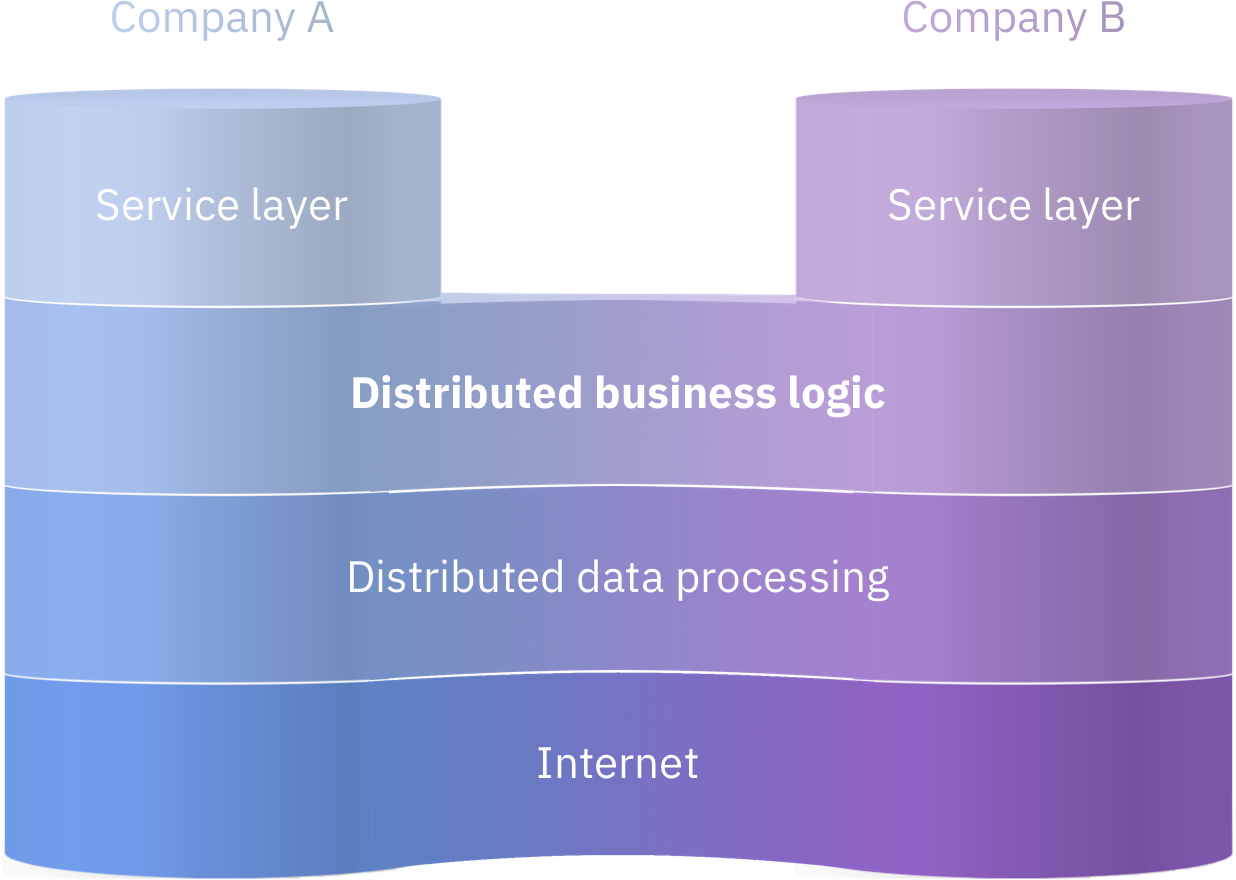 Company A
Company B
Service layer
Service layer
Distributed business logic
Distributed data processing
Internet